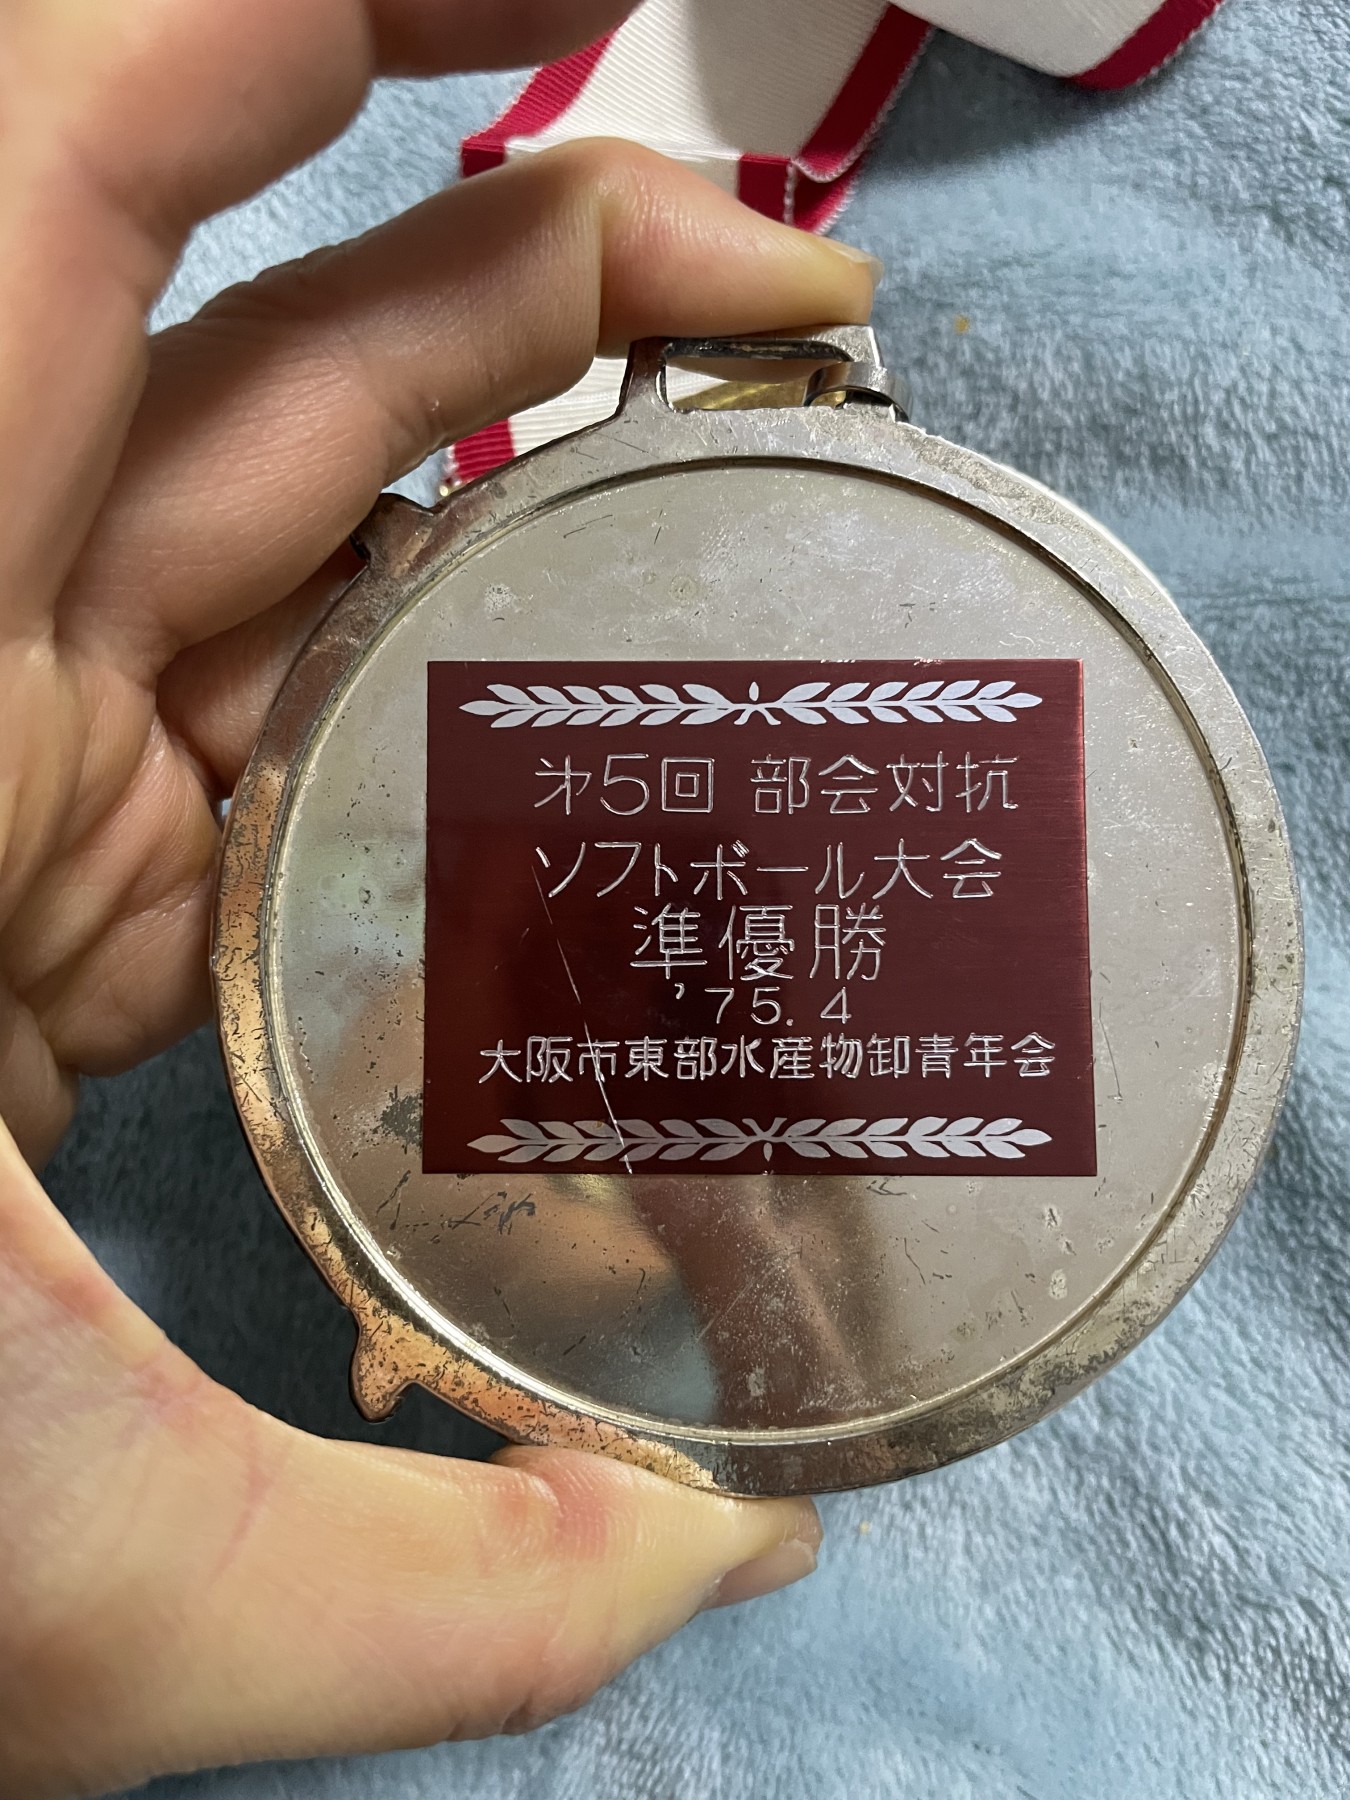 㐧5回 部会対抗
ソフトボール大会
準優勝
'75.4
大阪市東部水産物卸青年会